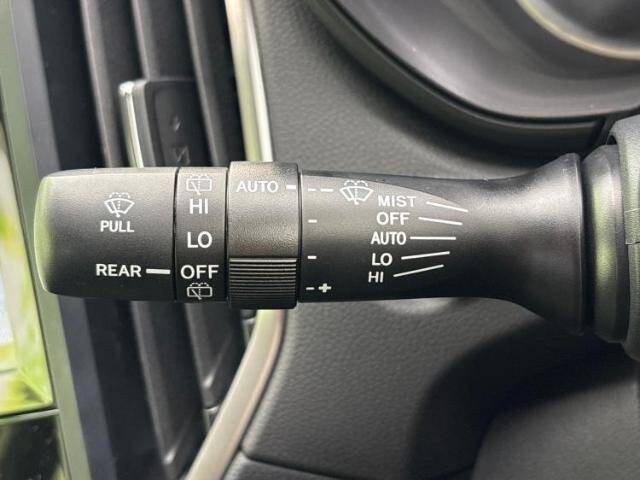 PULL
REAR
HI
LO
OFF
AUTO
- +
MIST
OFF
AUTO
LO
HI